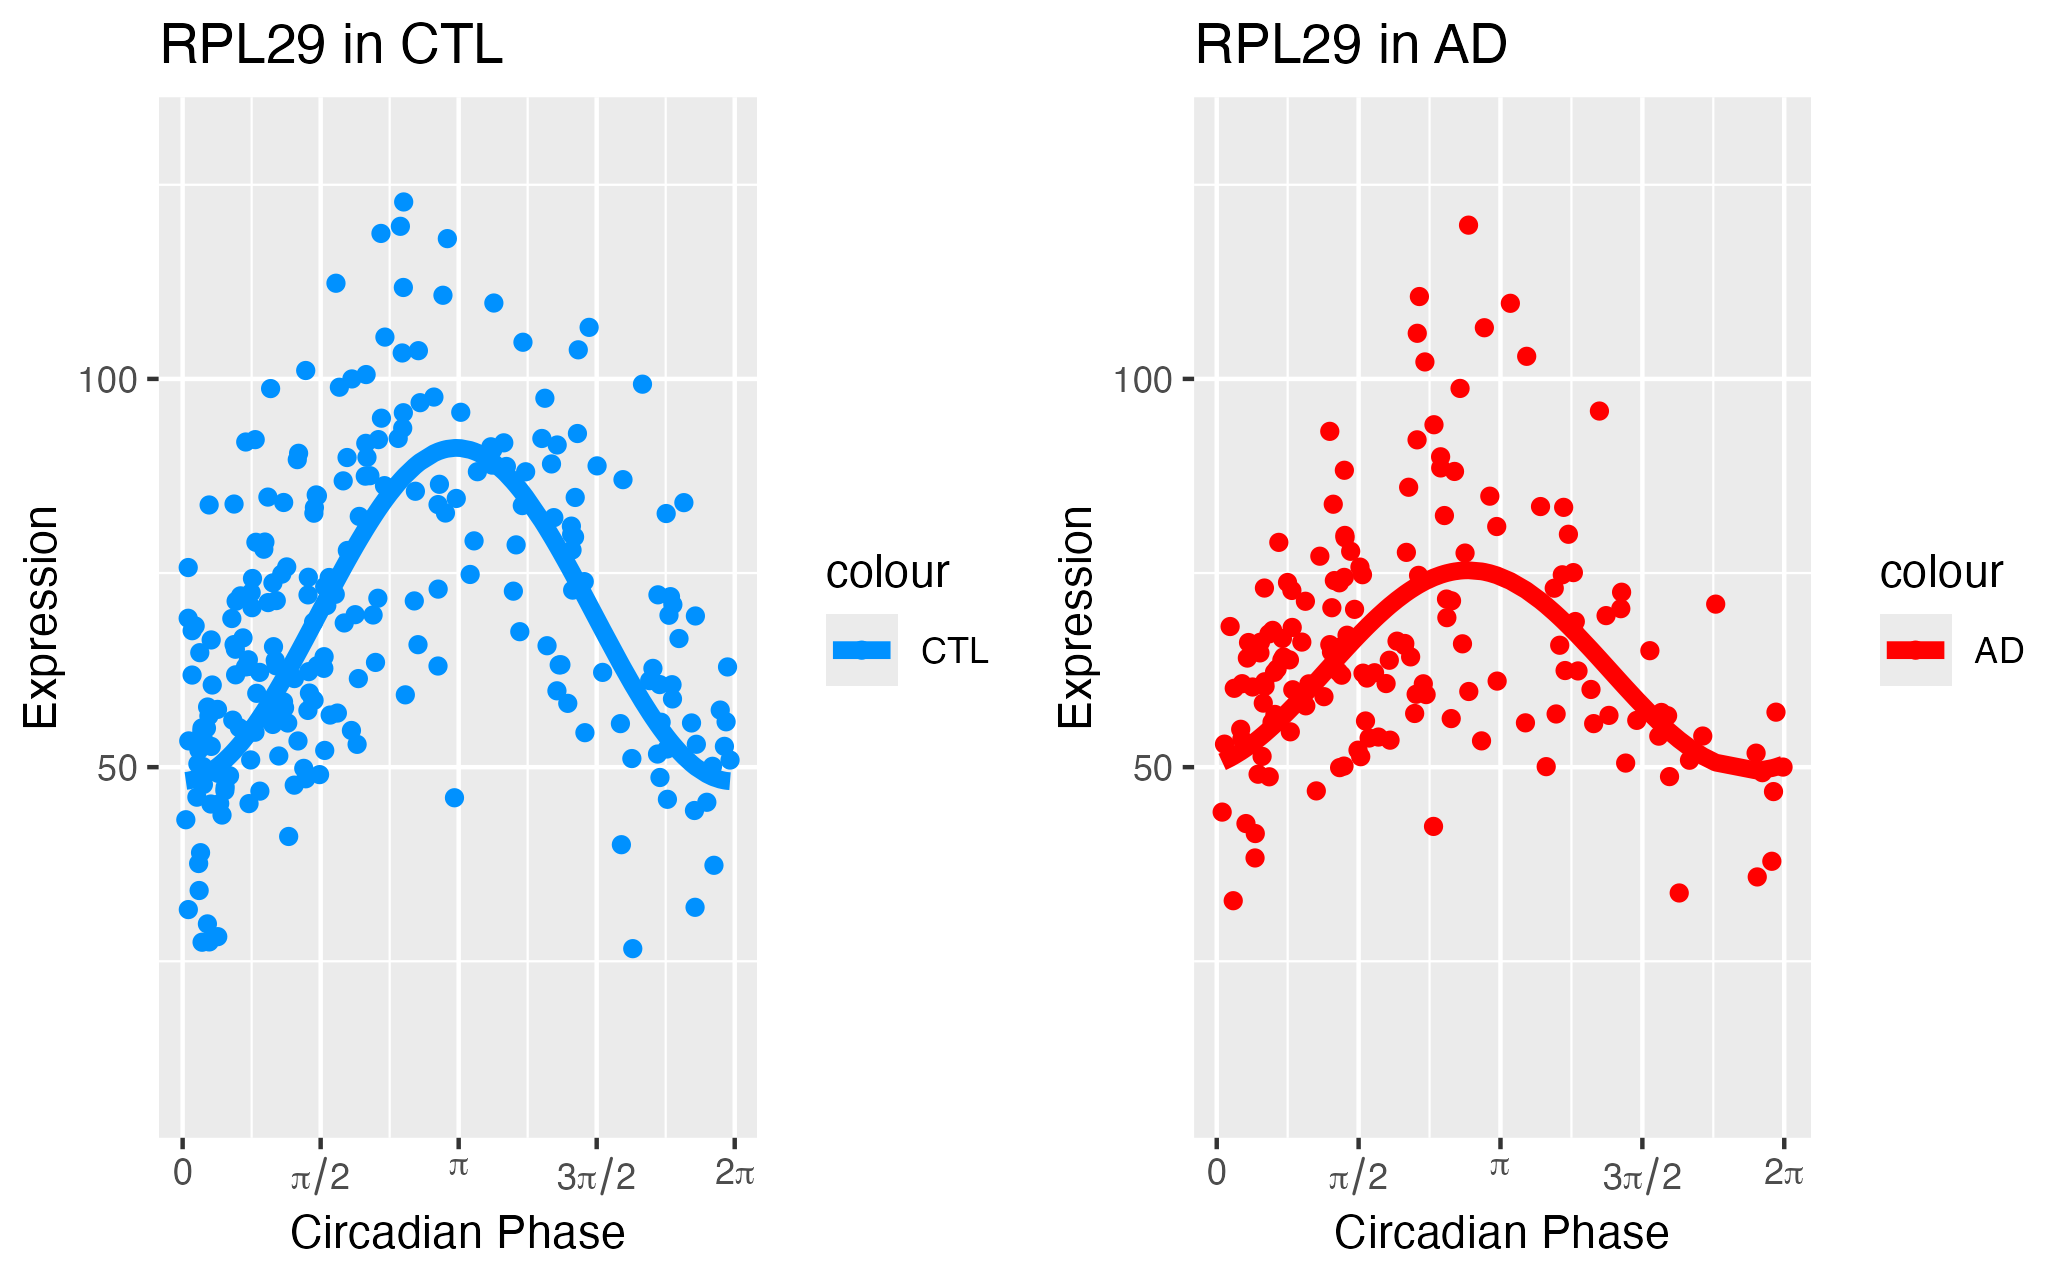 RPL29 in CTL
Expression
100
50
0
π/2
π
3π/2
2π
Circadian Phase
colour
CTL
RPL29 in AD
Expression
100
50
0
π/2
π
3π/2
2π
Circadian Phase
colour
AD